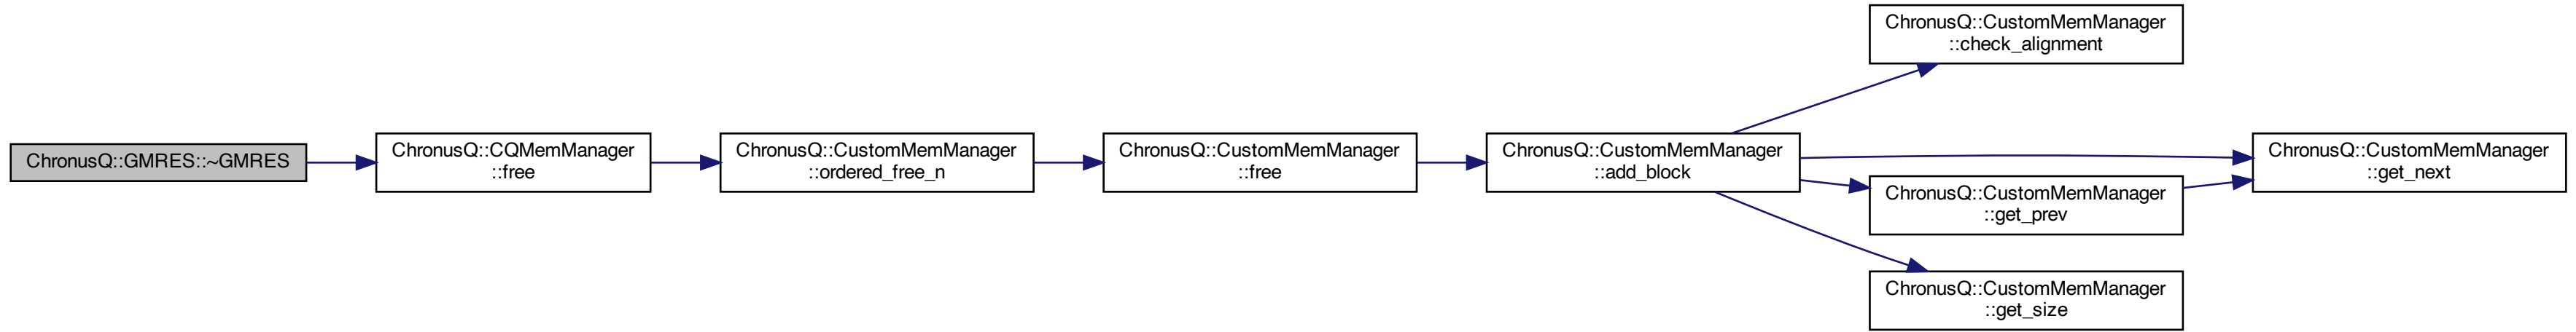 ChronusQ::GMRES::~GMRES
ChronusQ::CQMemManager
::free
ChronusQ::CustomMemManager
::ordered_free_n
ChronusQ::CustomMemManager
::free
ChronusQ::CustomMemManager
::add_block
ChronusQ::CustomMemManager
::check_alignment
ChronusQ::CustomMemManager
::get_prev
ChronusQ::CustomMemManager
::get_size
ChronusQ::CustomMemManager
::get_next